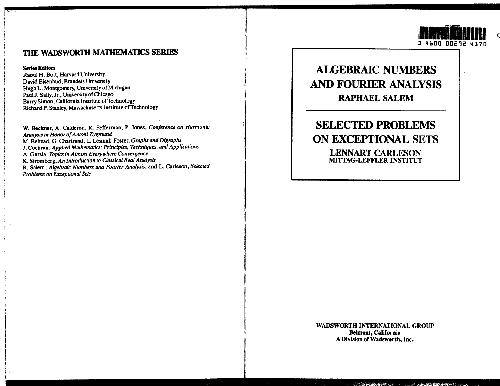 THE WADSWORTH MATHEMATICS SERIES
Series Editors
Raoul H. Bott, Harvard University
David Eisenbud, Brandeis University
Hugh L. Montgomery, University of Michigan
Paul J. Sally, Jr., University of Chicago
Barry Simon, California Institute of Technology
Richard P. Stanley, Massachusetts Institute of Technology
W. Beckner, A. Calderon, R. Fefferman, P. Jones, Conference on Harmonic
Analysis in Honor of Antoni Zygmund
M. Behzad, G. Chartrand, L. Lesniak-Foster, Graphs and Digraphs
J. Cochran, Applied Mathematics: Principles, Techniques, and Applications
A. Garsia, Topics in Almost Everywhere Convergence
K. Stromberg, An Introduction to Classical Real Analysis
R. Salem, Algebraic Numbers and Fourier Analysis, and L. Carleson, Selected
Problems on Exceptional Sets
ALGEBRAIC NUMBERS
AND FOURIER ANALYSIS
RAPHAEL SALEM
SELECTED PROBLEMS
ON EXCEPTIONAL SETS
LENNART CARLESON
MITTAG-LEFFLER INSTITUT
WADSWORTH INTERNATIONAL GROUP
Belmont, California
A Division of Wadsworth, Inc.